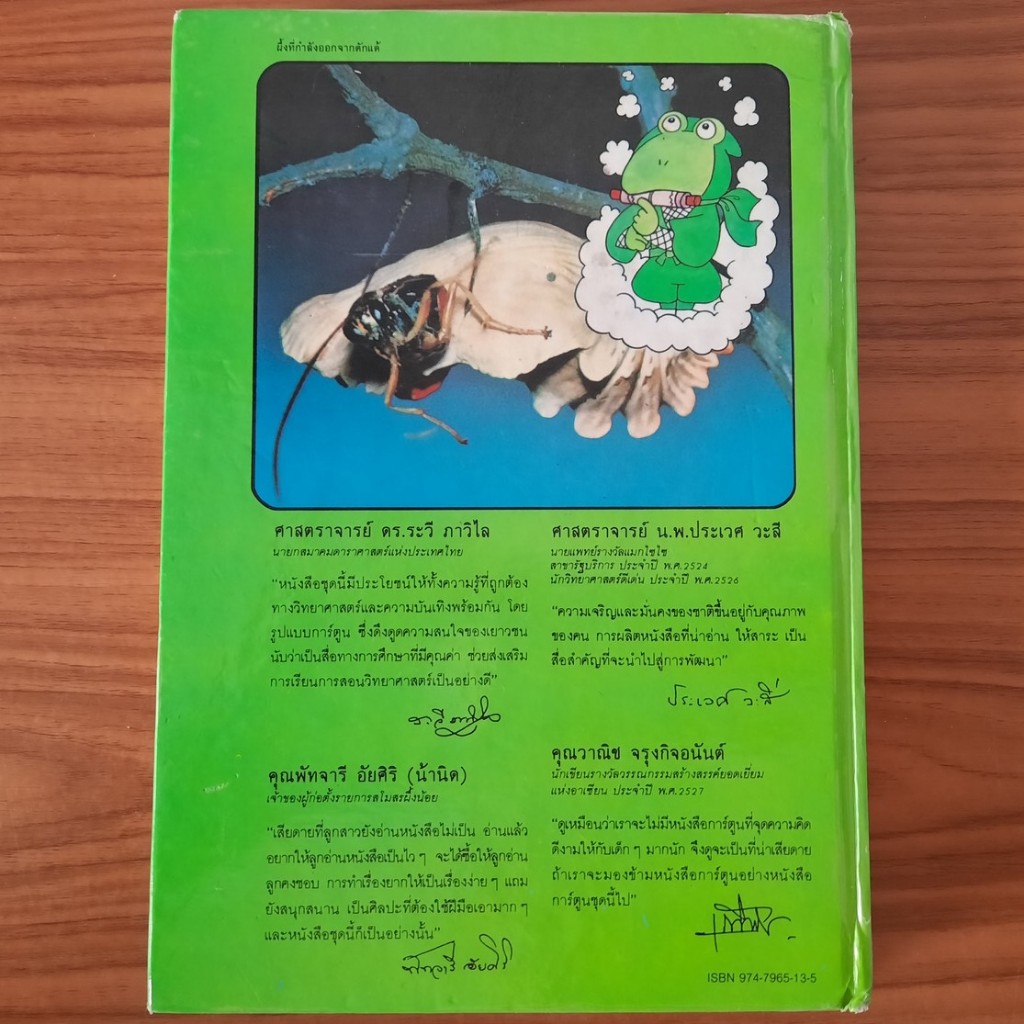 ผึ้งที่กำลังออกจากดักแด้
ศาสตราจารย์ ดร.ระวี ภาวิไล
นายกสมาคมดาราศาสตร์แห่งประเทศไทย
“หนังสือชุดนี้มีประโยชน์ให้ทั้งความรู้ที่ถูกต้อง
ทางวิทยาศาสตร์และความบันเทิงพร้อมกัน โดย
รูปแบบการ์ตูน ซึ่งดึงดูดความสนใจของเยาวชน
นับว่าเป็นสื่อทางการศึกษาที่มีคุณค่า ช่วยส่งเสริม
การเรียนการสอนวิทยาศาสตร์เป็นอย่างดี”
คุณพัทจารี อัยศิริ (น้านิด)
เจ้าของผู้ก่อตั้งรายการสโมสรผึ้งน้อย
“เสียดายที่ลูกสาวยังอ่านหนังสือไม่เป็น อ่านแล้ว
อยากให้ลูกอ่านหนังสือเป็นไว ๆ จะได้ซื้อให้ลูกอ่าน
ลูกคงชอบ การทำเรื่องยากให้เป็นเรื่องง่าย ๆ แถม
ยังสนุกสนาน เป็นศิลปะที่ต้องใช้ฝีมือเอามาก ๆ
และหนังสือชุดนี้ก็เป็นอย่างนั้น”
พัทจารี อัยศิริ
ศาสตราจารย์ น.พ.ประเวศ วะสี
นายแพทย์รางวัลแมกไซไซ
สาขารัฐบริการ ประจำปี พ.ศ.2524
นักวิทยาศาสตร์ดีเด่น ประจำปี พ.ศ.2526
“ความเจริญและมั่นคงของชาติขึ้นอยู่กับคุณภาพ
ของคน การผลิตหนังสือที่น่าอ่าน ให้สาระ เป็น
สื่อสำคัญที่จะนำไปสู่การพัฒนา”
ประเวศ วะสี
คุณวาณิช จรุงกิจอนันต์
นักเขียนรางวัลวรรณกรรมสร้างสรรค์ยอดเยี่ยม
แห่งอาเซียน ประจำปี พ.ศ.2527
“ดูเหมือนว่าเราจะไม่มีหนังสือการ์ตูนที่จุดความคิด
ดีงามให้กับเด็ก ๆ มากนัก จึงดูจะเป็นที่น่าเสียดาย
ถ้าเราจะมองข้ามหนังสือการ์ตูนอย่างหนังสือ
การ์ตูนชุดนี้ไป”
ISBN 974-7965-13-5